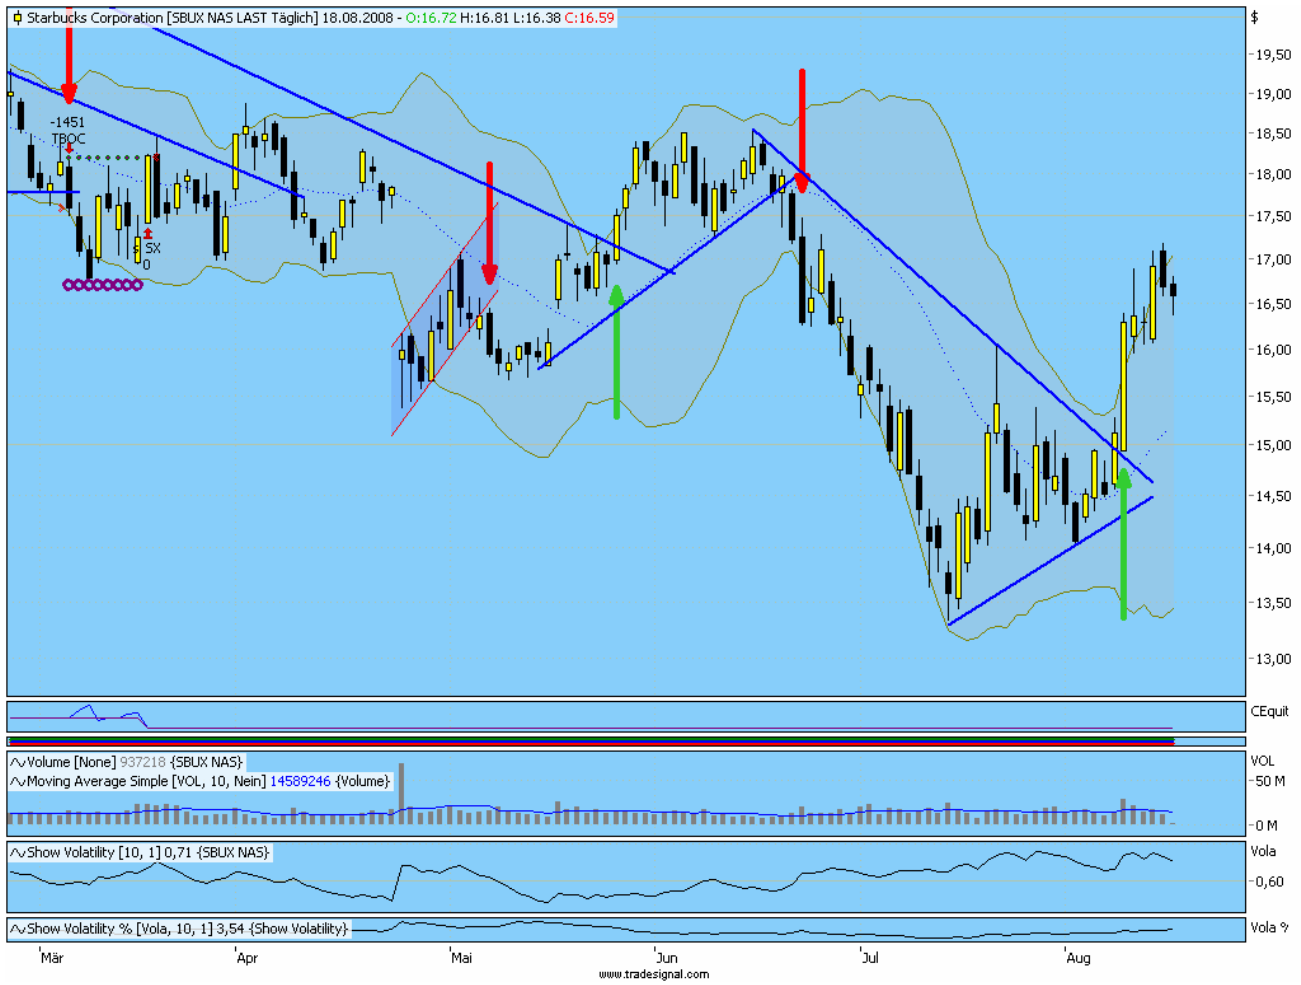 Starbucks Corporation [SBUX NAS LAST Täglich] 18.08.2008 - O:16.72 H:16.81 L:16.38 C:16.59
$
19,50
19,00
18,50
18,00
17,50
17,00
16,50
16,00
15,50
15,00
14,50
14,00
13,50
13,00
-1451
TBOC
SX
0
CEquit
Volume [None] 937218 {SBUX NAS}
Moving Average Simple [VOL, 10, Nein] 14589246 {Volume}
VOL
50 M
0 M
Show Volatility [10, 1] 0,71 {SBUX NAS}
Vola
0,60
Show Volatility % [Vola, 10, 1] 3,54 {Show Volatility}
Vola %
Mär Apr Mai Jun Jul Aug
www.tradesignal.com